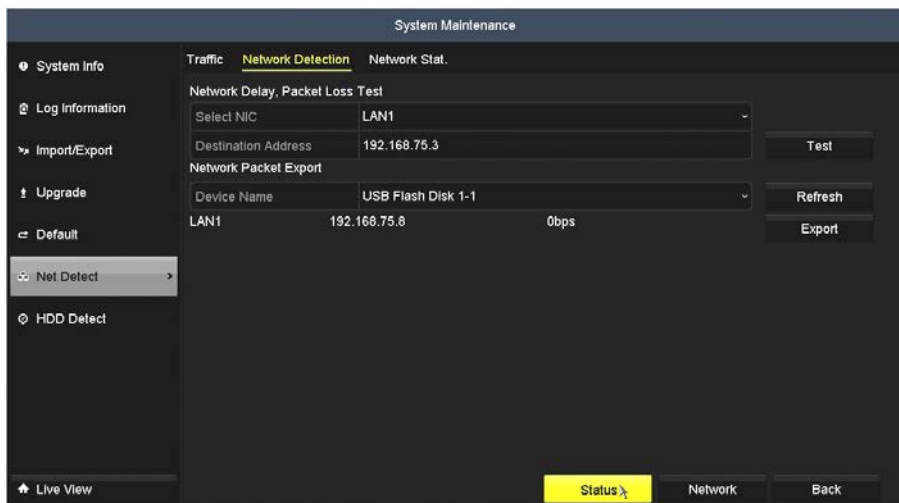 System Maintenance
System Info
Log Information
Import/Export
Upgrade
Default
Net Detect
HDD Detect
Live View
Traffic Network Detection Network Stat.
Network Delay, Packet Loss Test
Select NIC LAN1
Destination Address 192.168.75.3 Test
Network Packet Export
Device Name USB Flash Disk 1-1 Refresh
LAN1 192.168.75.8 0bps Export
Status Network Back